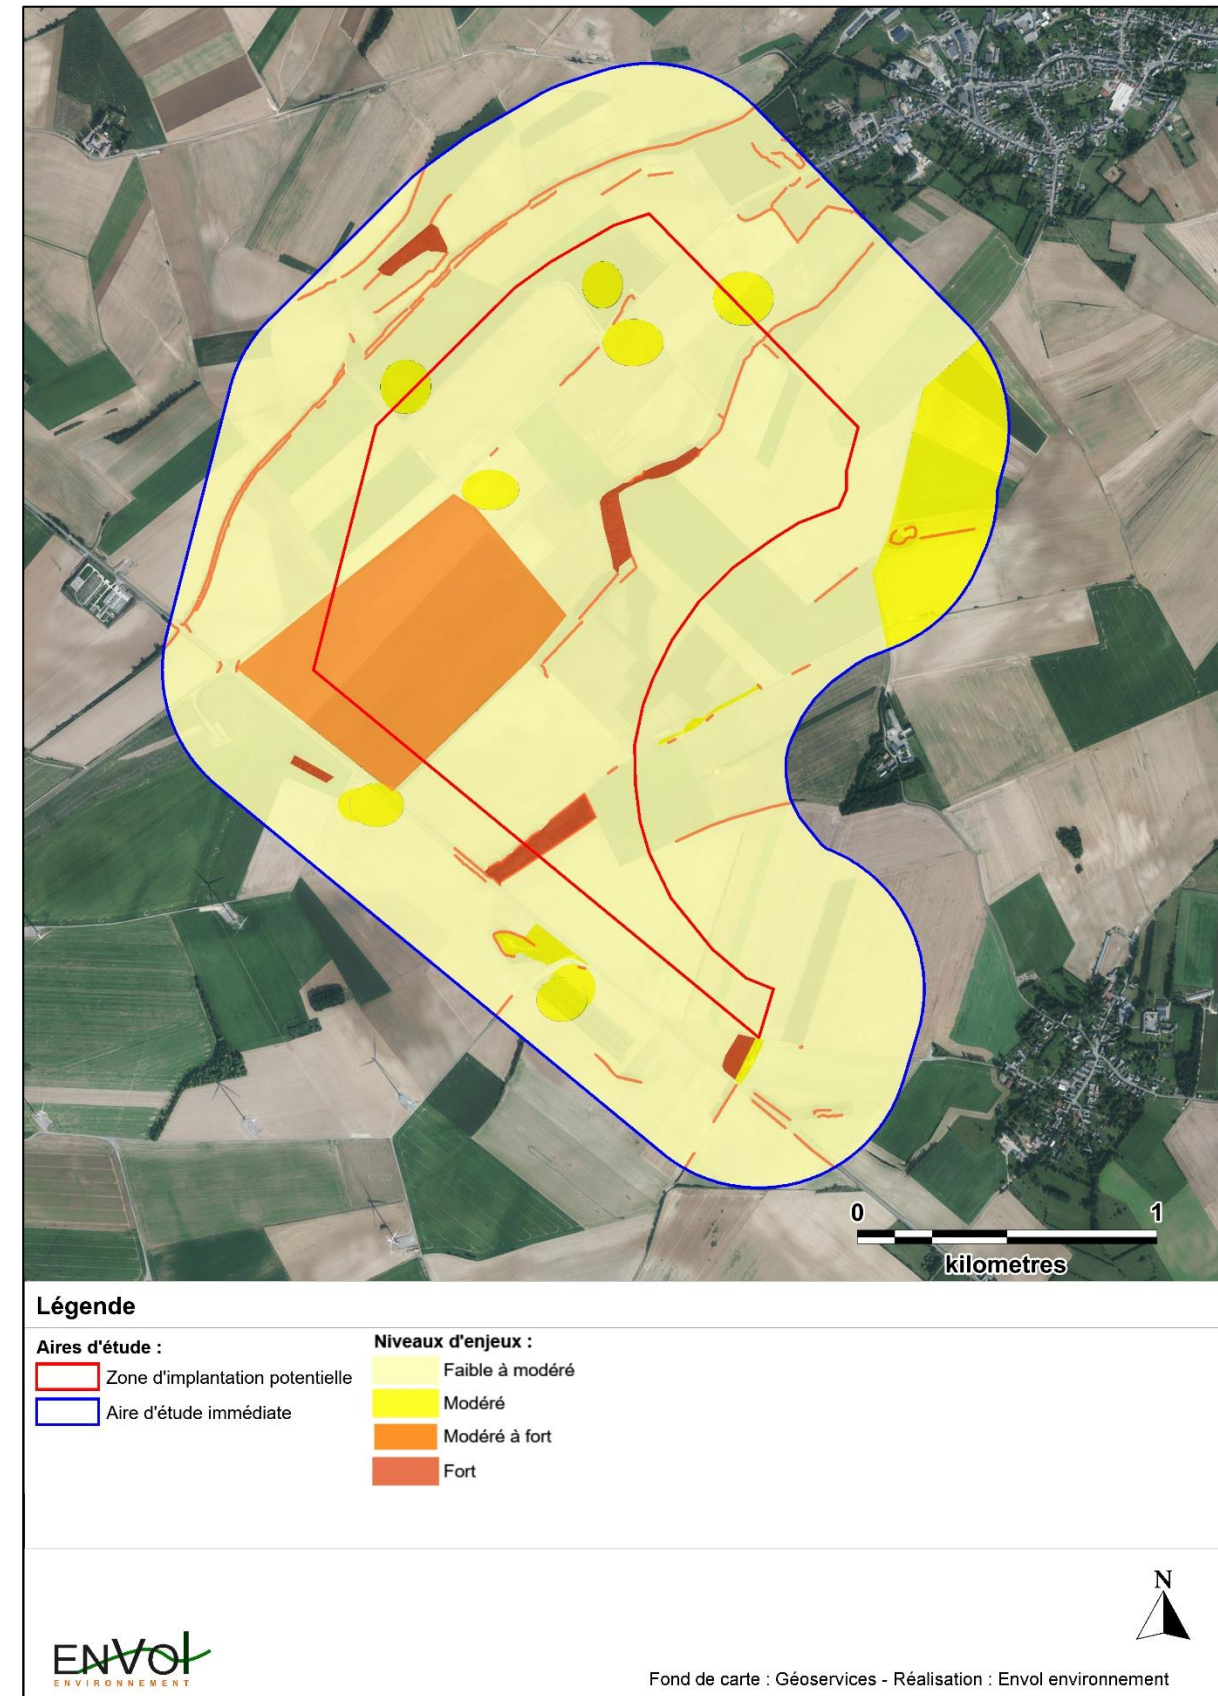 0 1
kilometres
Légende
Aires d'étude :
Zone d'implantation potentielle
Aire d'étude immédiate
Niveaux d'enjeux :
Faible à modéré
Modéré
Modéré à fort
Fort
N
ENVOl
ENVIRONNEMENT
Fond de carte : Géoservices - Réalisation : Envol environnement